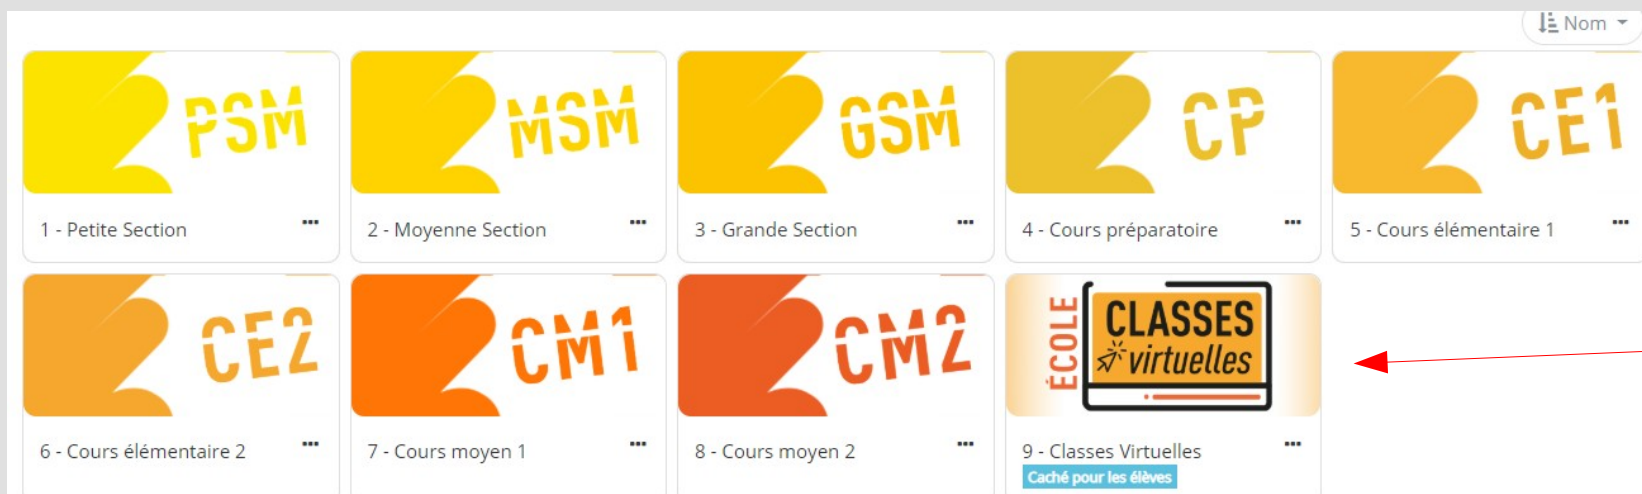 Nom
PSM
MSM
GSM
CP
CE1
1 - Petite Section
2 - Moyenne Section
3 - Grande Section
4 - Cours préparatoire
5 - Cours élémentaire 1
CE2
CM1
CM2
ÉCOLE
CLASSES
virtuelles
6 - Cours élémentaire 2
7 - Cours moyen 1
8 - Cours moyen 2
9 - Classes Virtuelles
Caché pour les élèves